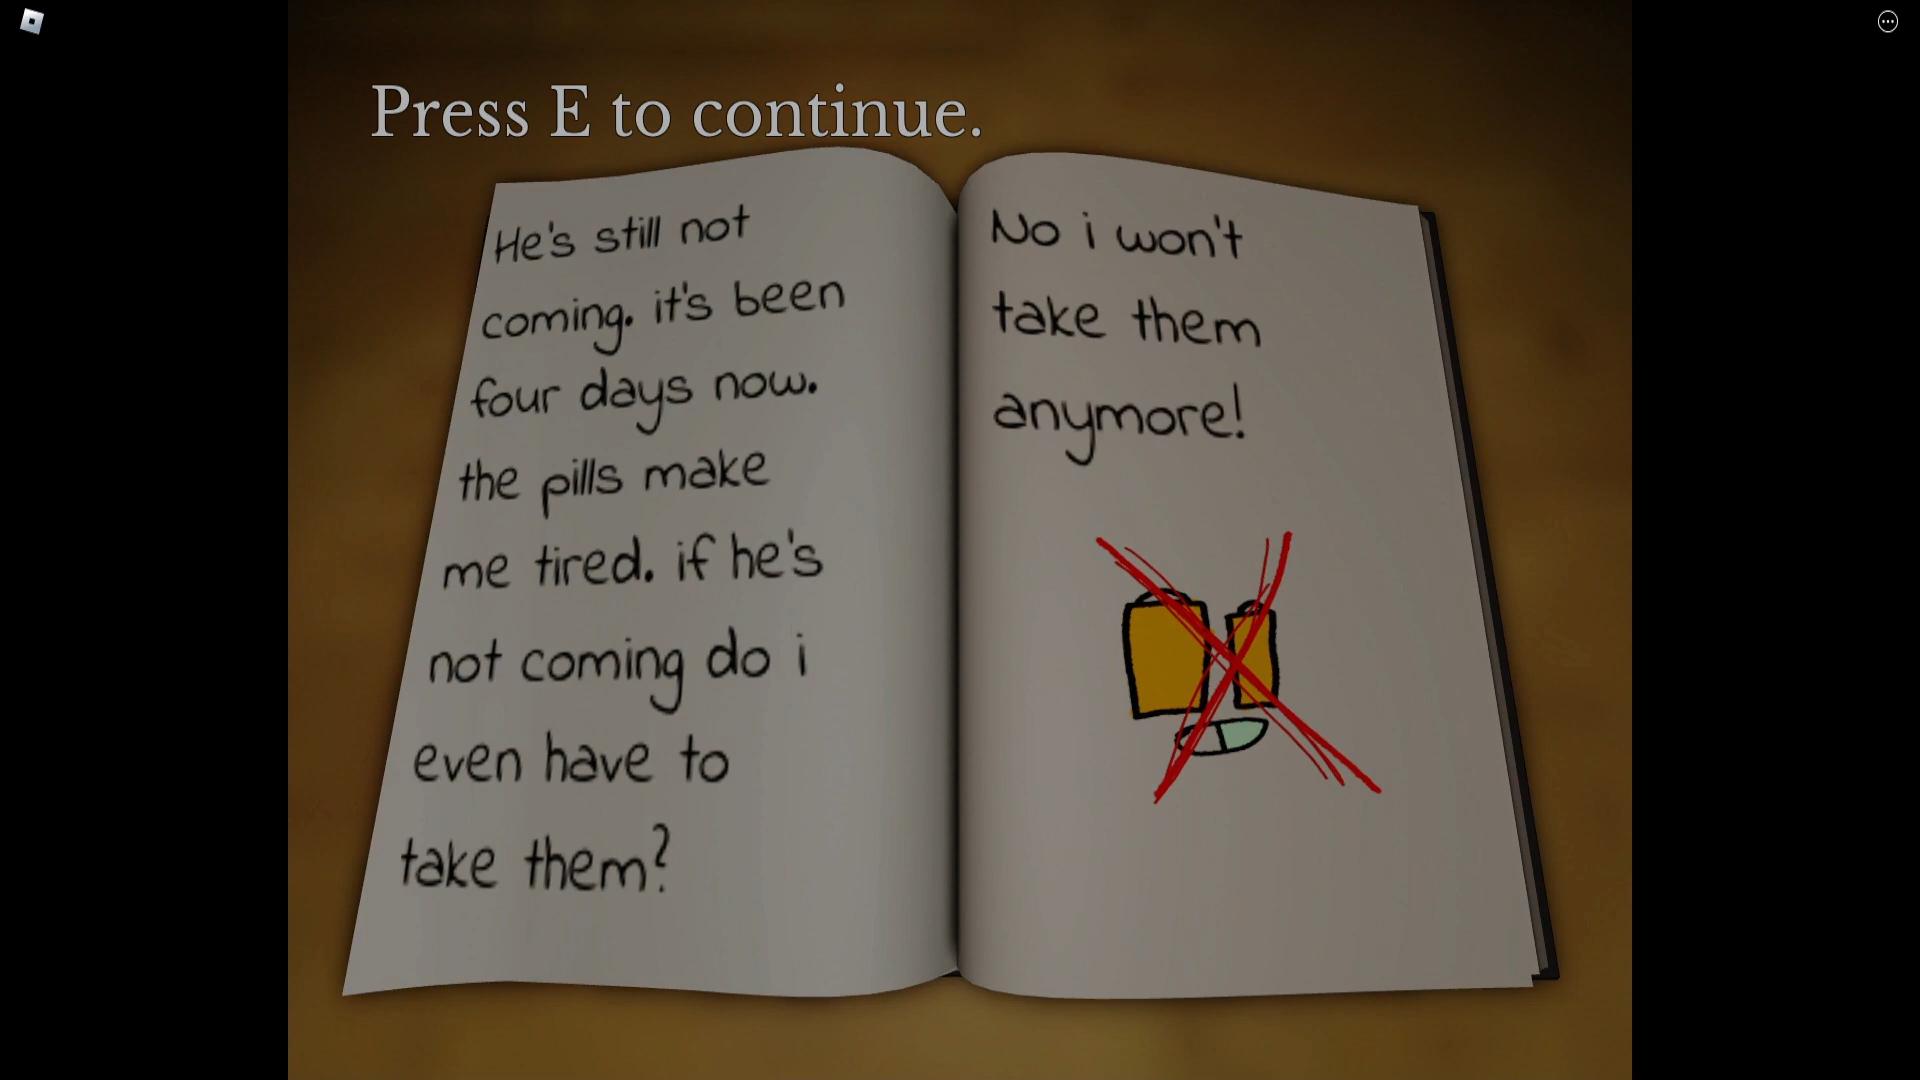 Press E to continue.
He's still not
coming. it's been
four days now.
the pills make
me tired. if he's
not coming do i
even have to
take them?
No i won't
take them
anymore!